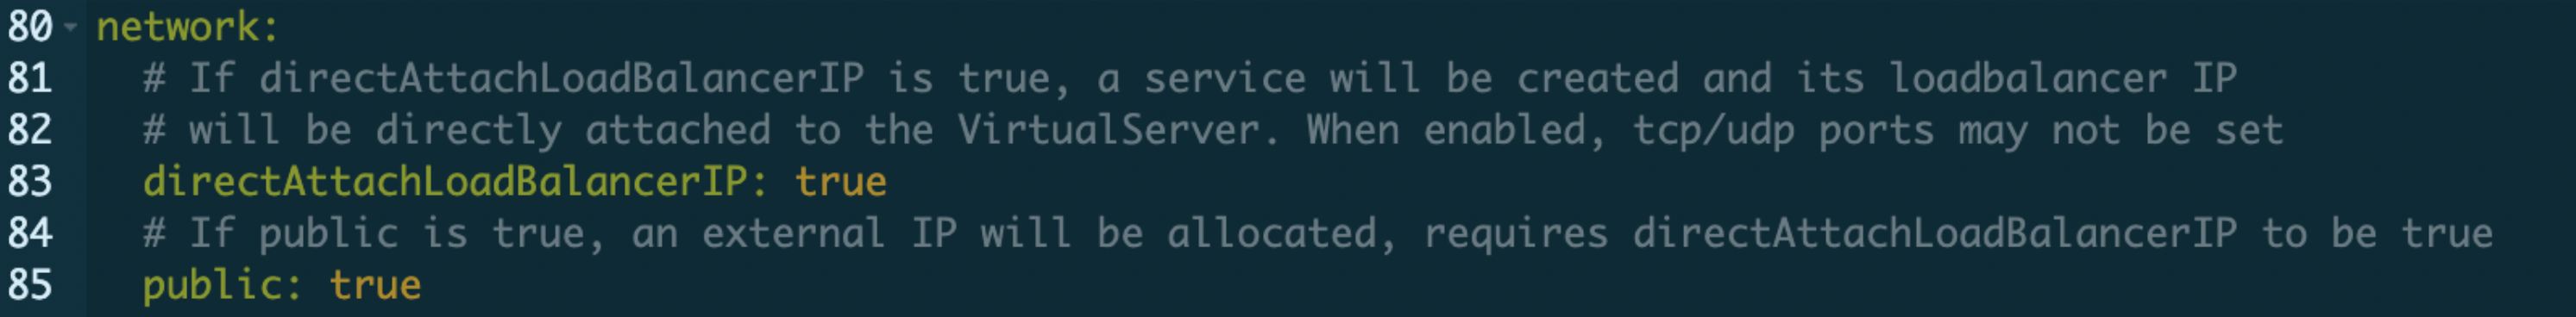 80 network:
81 # If directAttachLoadBalancerIP is true, a service will be created and its loadbalancer IP
82 # will be directly attached to the VirtualServer. When enabled, tcp/udp ports may not be set
83 directAttachLoadBalancerIP: true
84 # If public is true, an external IP will be allocated, requires directAttachLoadBalancerIP to be true
85 public: true